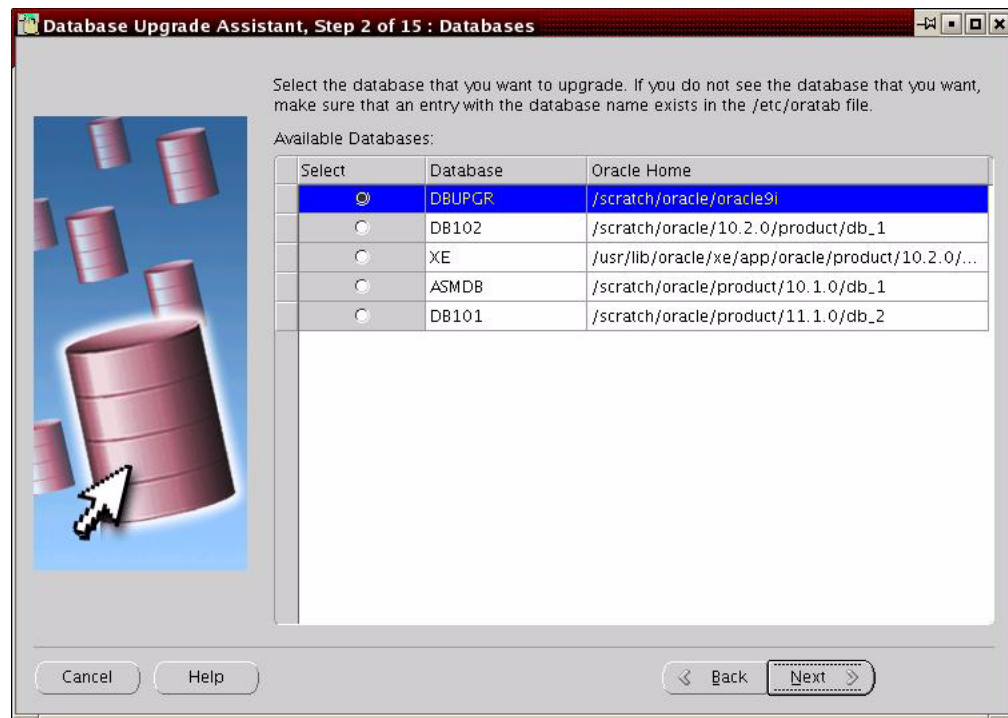 Database Upgrade Assistant, Step 2 of 15 : Databases
Select the database that you want to upgrade. If you do not see the database that you want,
make sure that an entry with the database name exists in the /etc/oratab file.
Available Databases:
Select Database Oracle Home
DBUPGR /scratch/oracle/oracle9i
DB102 /scratch/oracle/10.2.0/product/db_1
XE /usr/lib/oracle/xe/app/oracle/product/10.2.0/...
ASMDB /scratch/oracle/product/10.1.0/db_1
DB101 /scratch/oracle/product/11.1.0/db_2
Cancel Help Back Next